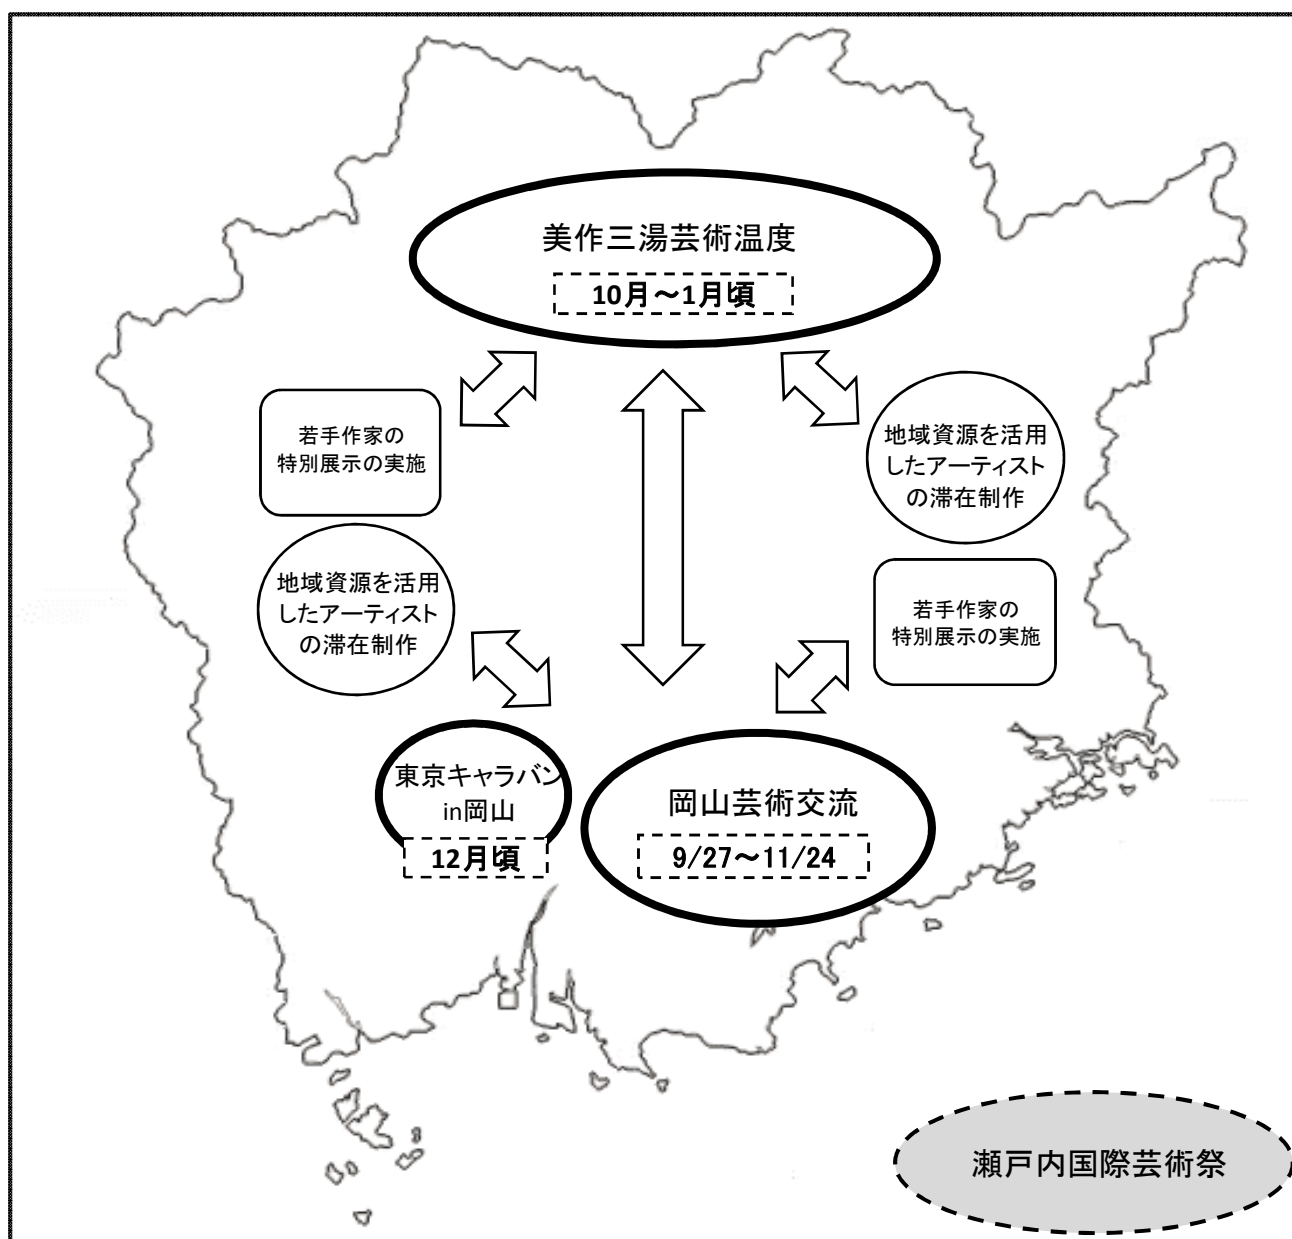 美作三湯芸術温度
10月～1月頃
若手作家の
特別展示の実施
地域資源を活用
したアーティスト
の滞在制作
地域資源を活用
したアーティスト
の滞在制作
若手作家の
特別展示の実施
東京キャラバン
in岡山
12月頃
岡山芸術交流
9/27～11/24
瀬戸内国際芸術祭